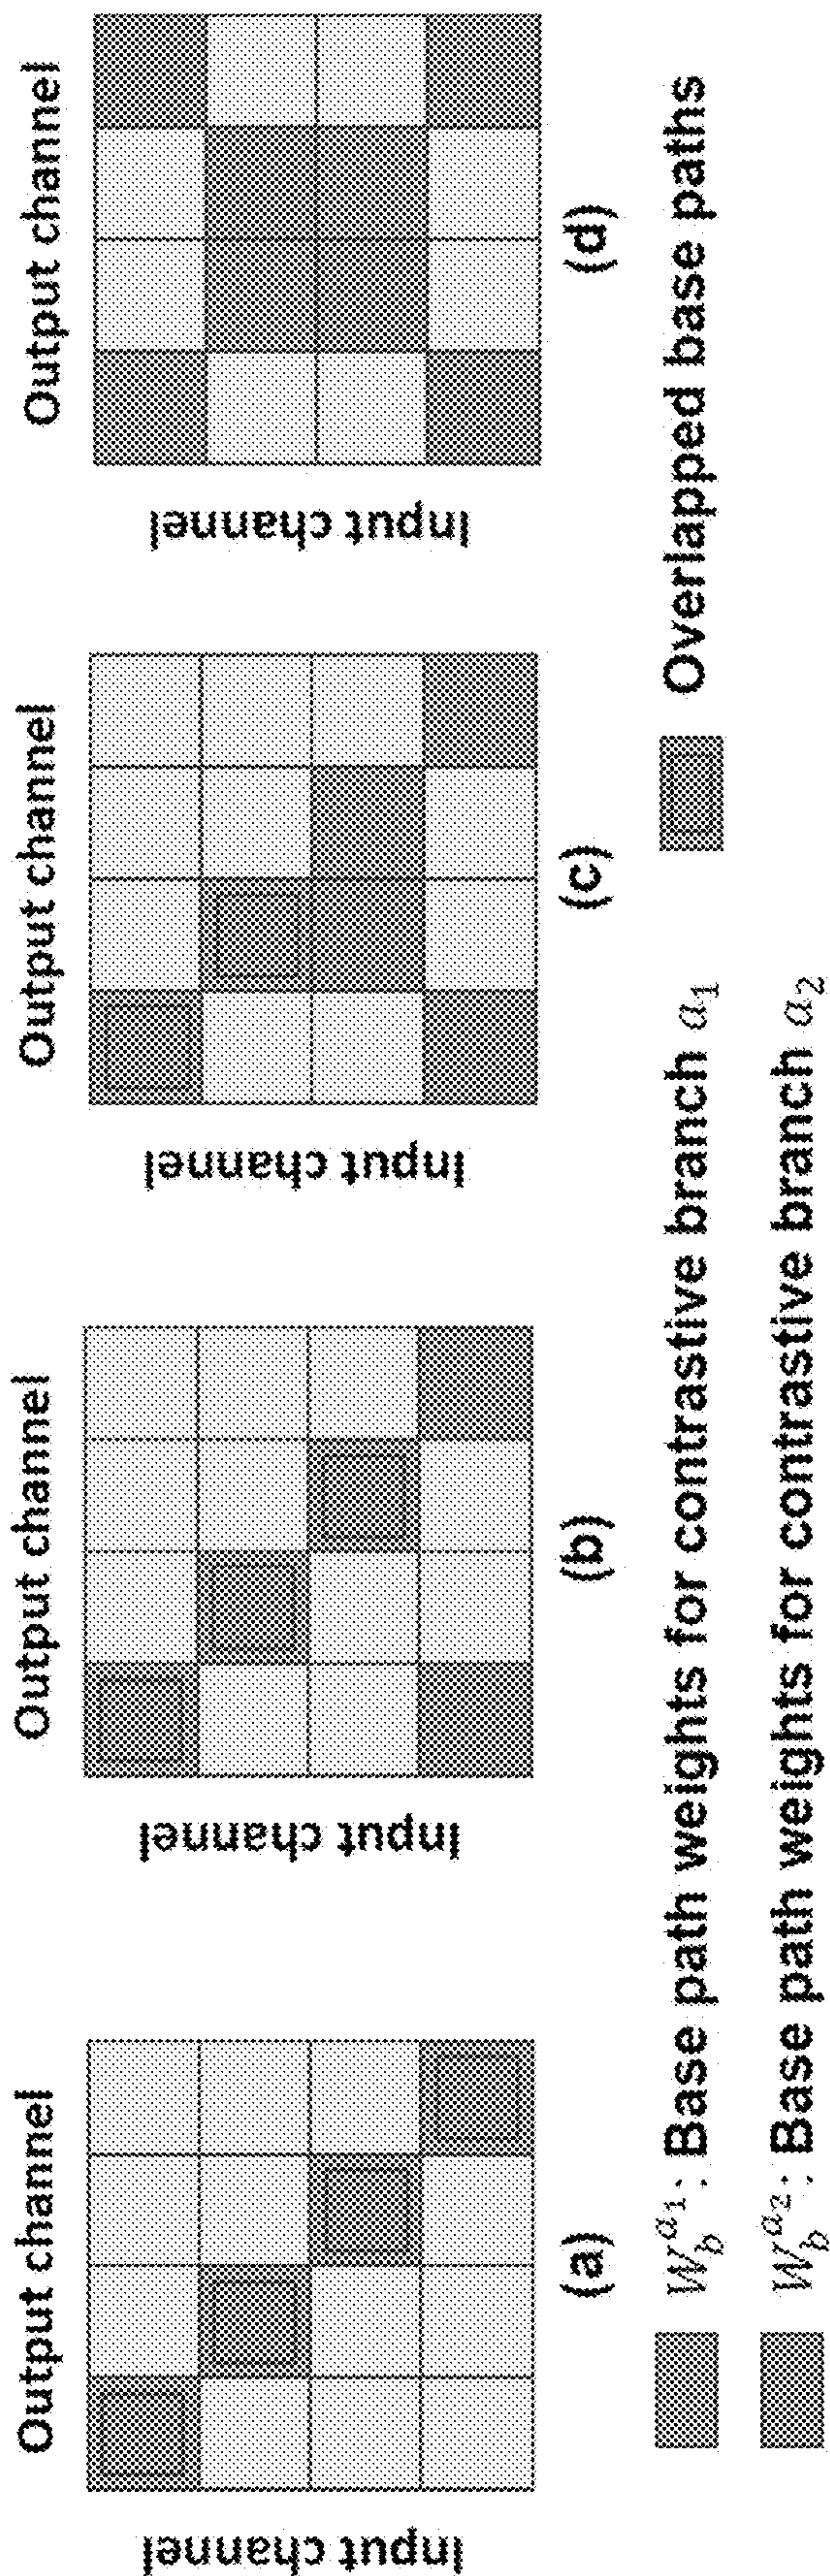 Output channel
Input channel
(a)
Output channel
Input channel
(b)
Output channel
Input channel
(c)
Output channel
Input channel
(d)
W_b^{a_1}: Base path weights for contrastive branch a_1
W_b^{a_2}: Base path weights for contrastive branch a_2
Overlapped base paths